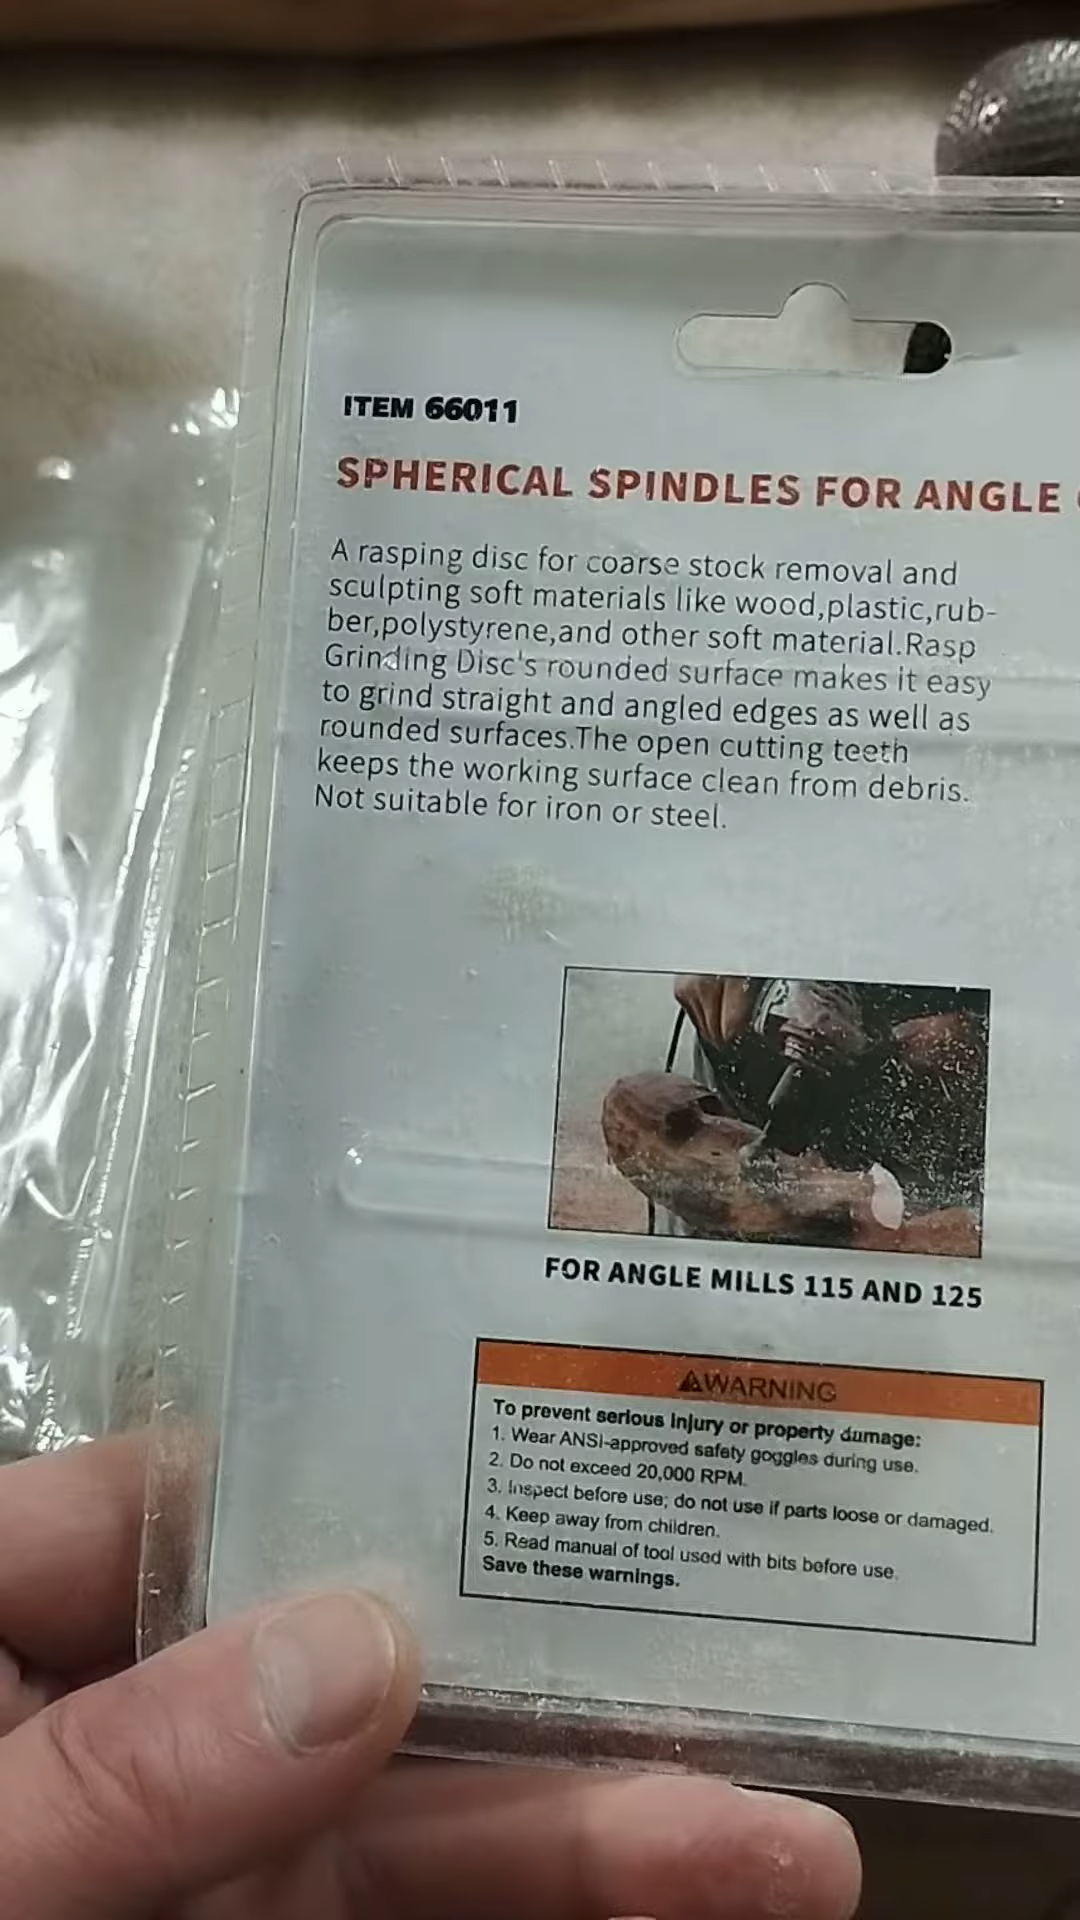 ITEM 66011
SPHERICAL SPINDLES FOR ANGLE
A rasping disc for coarse stock removal and
sculpting soft materials like wood,plastic,rub-
ber,polystyrene,and other soft material.Rasp
Grinding Disc's rounded surface makes it easy
to grind straight and angled edges as well as
rounded surfaces.The open cutting teeth
keeps the working surface clean from debris.
Not suitable for iron or steel.
FOR ANGLE MILLS 115 AND 125
WARNING
To prevent serious injury or property damage:
1. Wear ANSI-approved safety goggles during use.
2. Do not exceed 20,000 RPM.
3. Inspect before use; do not use if parts loose or damaged.
4. Keep away from children.
5. Read manual of tool used with bits before use.
Save these warnings.